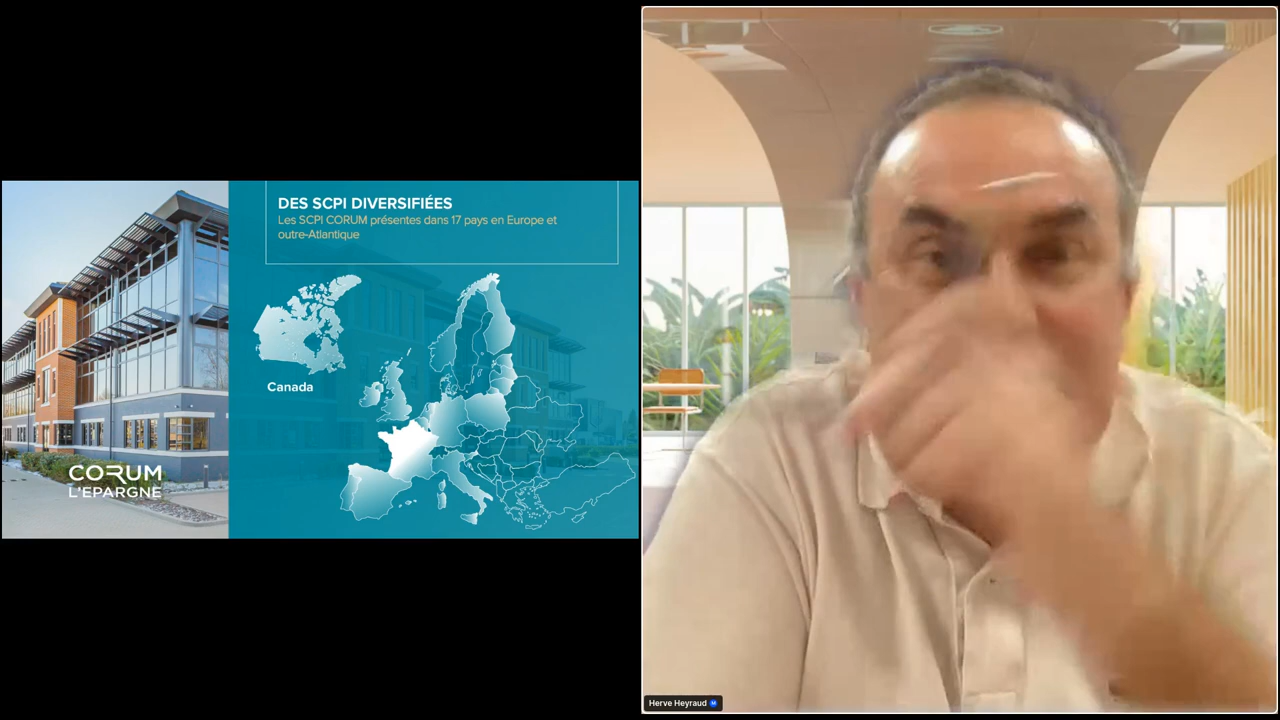 DES SCPI DIVERSIFIÉES
Les SCPI CORUM présentes dans 17 pays en Europe et
outre-Atlantique
Canada
CORUM
L'EPARGNE
Herve Heyraud